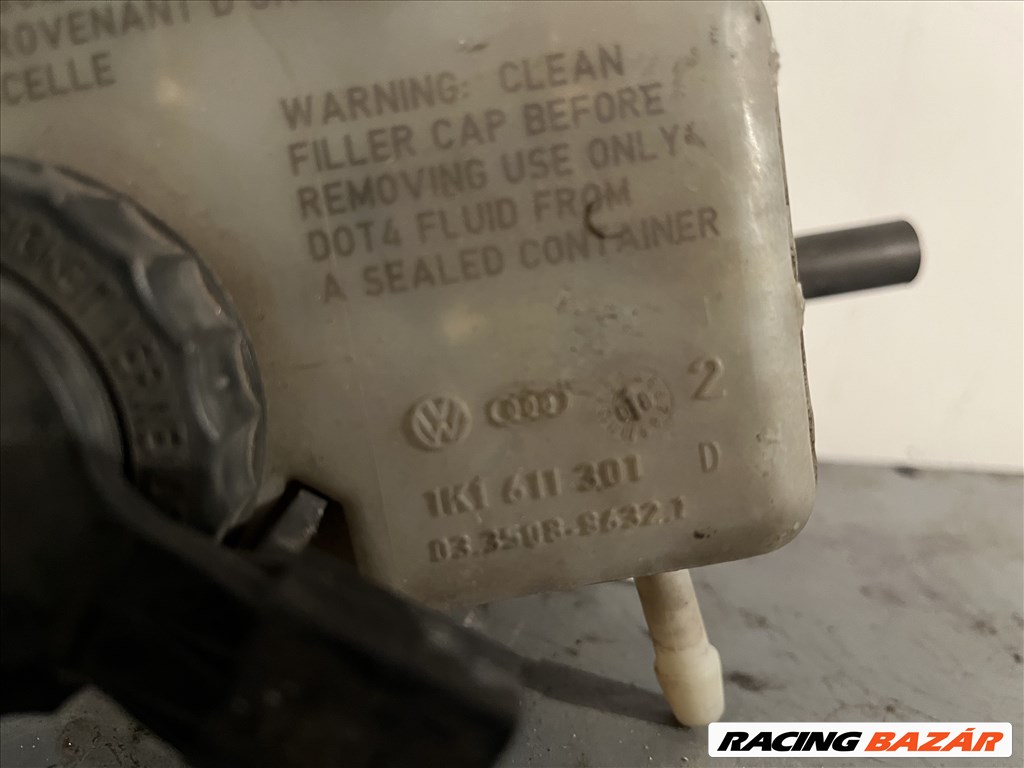 ROVENANT D'U
CELLE
WARNING: CLEAN
FILLER CAP BEFORE
REMOVING USE ONLY
DOT4 FLUID FROM
A SEALED CONTAINER
2
D
1K1 611 301
03.3508-8632.1
RACING BAZÁR